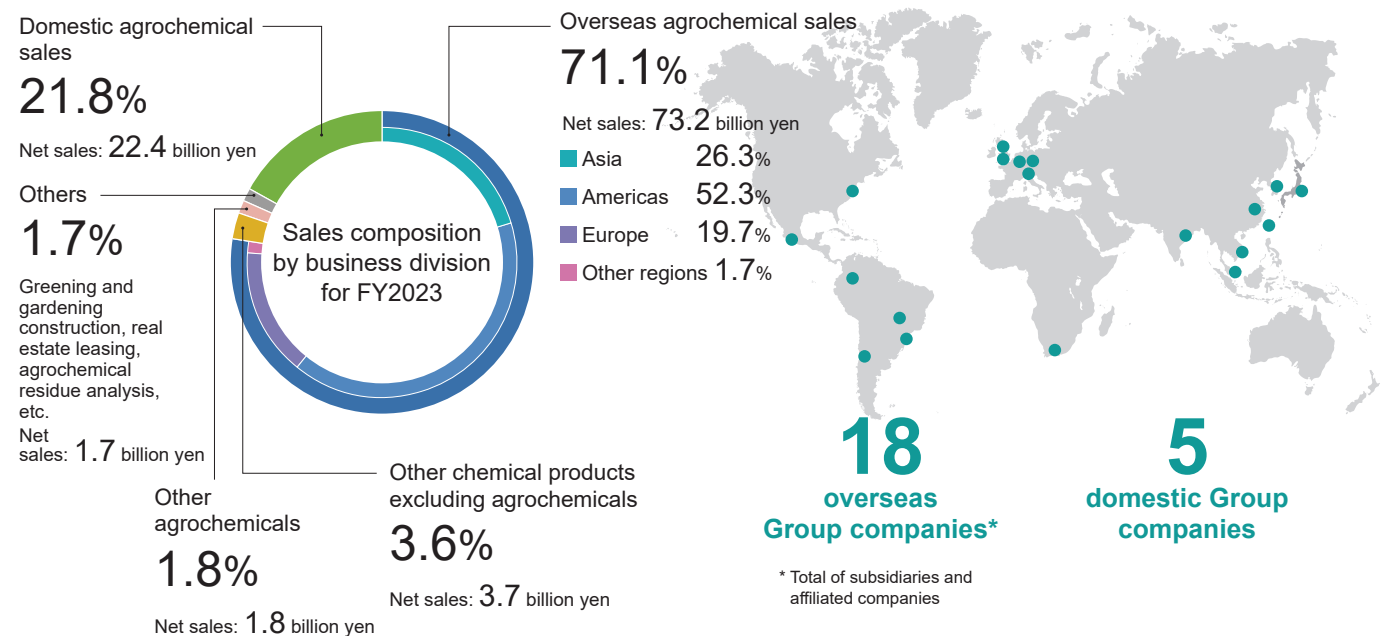 Domestic agrochemical
sales
21.8%
Net sales: 22.4 billion yen
Others
1.7%
Greening and
gardening
construction, real
estate leasing,
agrochemical
residue analysis,
etc.
Net
sales: 1.7 billion yen
Other
agrochemicals
1.8%
Net sales: 1.8 billion yen
Other chemical products
excluding agrochemicals
3.6%
Net sales: 3.7 billion yen
Sales composition
by business division
for FY2023
Overseas agrochemical sales
71.1%
Net sales: 73.2 billion yen
Asia 26.3%
Americas 52.3%
Europe 19.7%
Other regions 1.7%
18
overseas
Group companies*
* Total of subsidiaries and
affiliated companies
5
domestic Group
companies